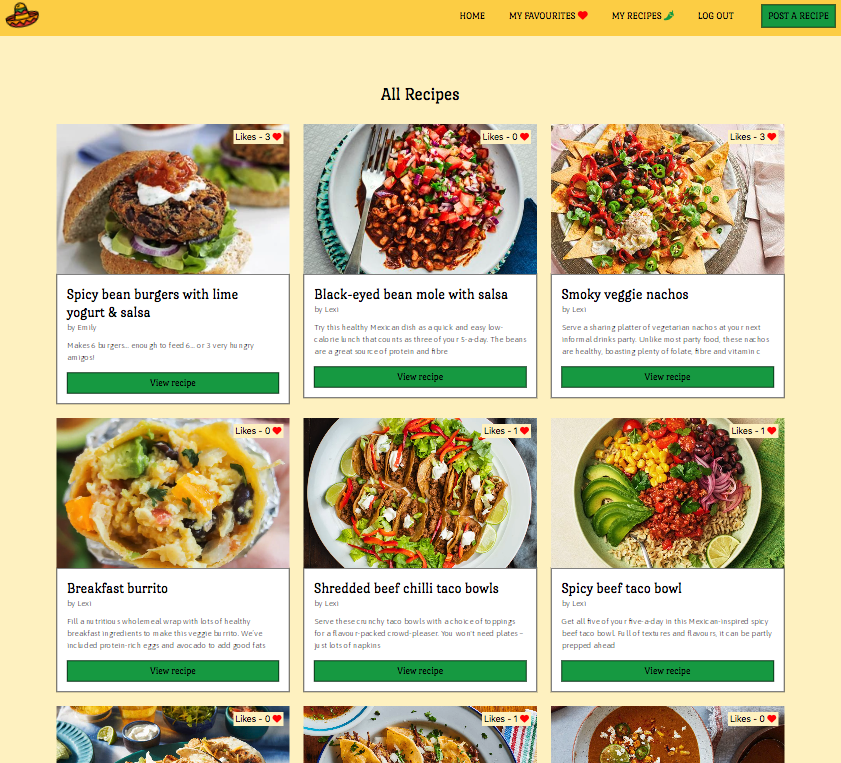 HOME MY FAVOURITES MY RECIPES LOG OUT POST A RECIPE
All Recipes
Likes - 3
Likes - 0
Likes - 3
Spicy bean burgers with lime
yogurt & salsa
by Emily
Makes 6 burgers... enough to feed 6... or 3 very hungry
amigos!
View recipe
Black-eyed bean mole with salsa
by Lexi
Try this healthy Mexican dish as a quick and easy low-
calorie lunch that counts as three of your 5-a-day. The beans
are a great source of protein and fibre
View recipe
Smoky veggie nachos
by Lexi
Serve a sharing platter of vegetarian nachos at your next
informal drinks party. Unlike most party food, these nachos
are healthy, boasting plenty of folate, fibre and vitamin c
View recipe
Likes - 0
Likes - 1
Likes - 1
Breakfast burrito
by Lexi
Fill a nutritious wholemeal wrap with lots of healthy
breakfast ingredients to make this veggie burrito. We've
included protein-rich eggs and avocado to add good fats
View recipe
Shredded beef chilli taco bowls
by Lexi
Serve these crunchy taco bowls with a choice of toppings
for a flavour-packed crowd-pleaser. You won't need plates -
just lots of napkins
View recipe
Spicy beef taco bowl
by Lexi
Get all five of your five-a-day in this Mexican-inspired spicy
beef taco bowl. Full of textures and flavours, it can be partly
prepped ahead
View recipe
Likes - 0
Likes - 1
Likes - 0